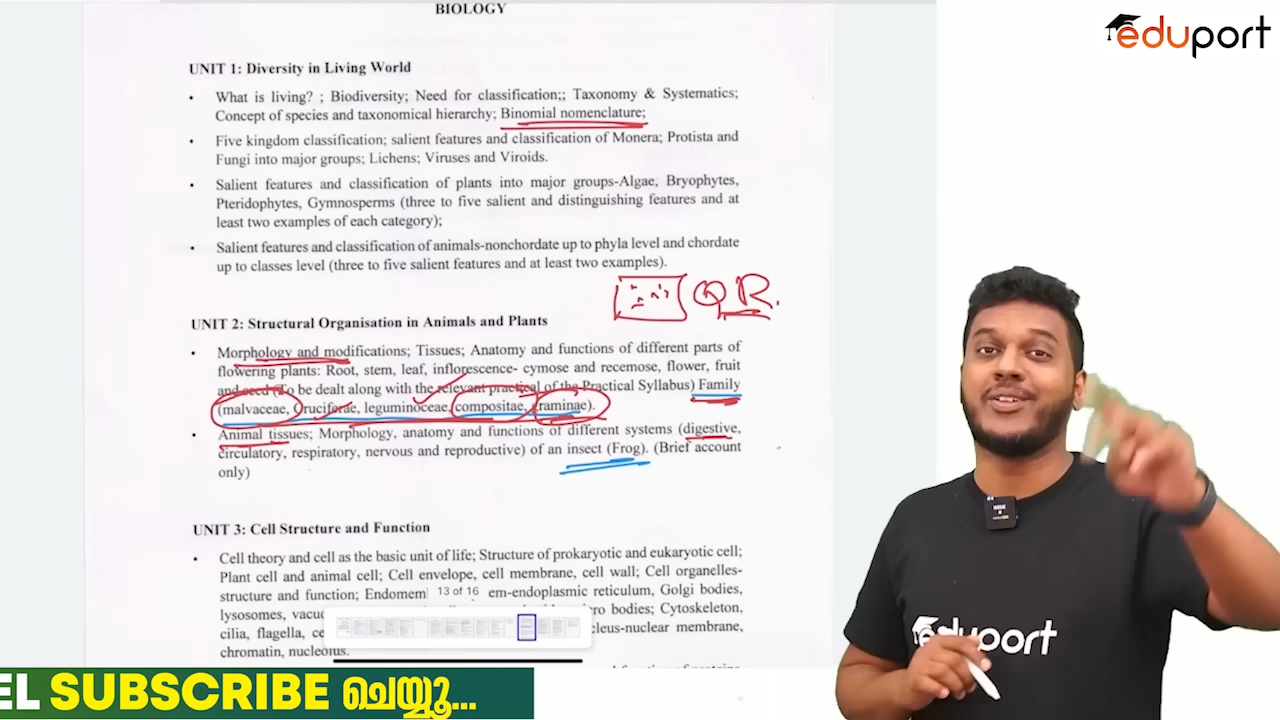 BIOLOGY
eduport
UNIT 1: Diversity in Living World
• What is living? ; Biodiversity; Need for classification;; Taxonomy & Systematics;
Concept of species and taxonomical hierarchy; Binomial nomenclature;
• Five kingdom classification; salient features and classification of Monera; Protista and
Fungi into major groups; Lichens; Viruses and Viroids.
• Salient features and classification of plants into major groups-Algae, Bryophytes,
Pteridophytes, Gymnosperms (three to five salient and distinguishing features and at
least two examples of each category);
• Salient features and classification of animals-nonchordate up to phyla level and chordate
up to classes level (three to five salient features and at least two examples).
QR.
UNIT 2: Structural Organisation in Animals and Plants
• Morphology and modifications; Tissues; Anatomy and functions of different parts of
flowering plants: Root, stem, leaf, inflorescence- cymose and recemose, flower, fruit
and seed (To be dealt along with the relevant practical of the Practical Syllabus) Family
(malvaceae, Cruciferae, leguminoceae, compositae, graminae).
• Animal tissues; Morphology, anatomy and functions of different systems (digestive,
circulatory, respiratory, nervous and reproductive) of an insect (Frog). (Brief account
only)
UNIT 3: Cell Structure and Function
• Cell theory and cell as the basic unit of life; Structure of prokaryotic and eukaryotic cell;
Plant cell and animal cell; Cell envelope, cell membrane, cell wall; Cell organelles-
structure and function; Endomem 13 of 16 em-endoplasmic reticulum, Golgi bodies,
lysosomes, vacuo bodies; Cytoskeleton,
cilia, flagella, ce cleus-nuclear membrane,
chromatin, nucleolus.
eduport
EL SUBSCRIBE ചെയ്യൂ...